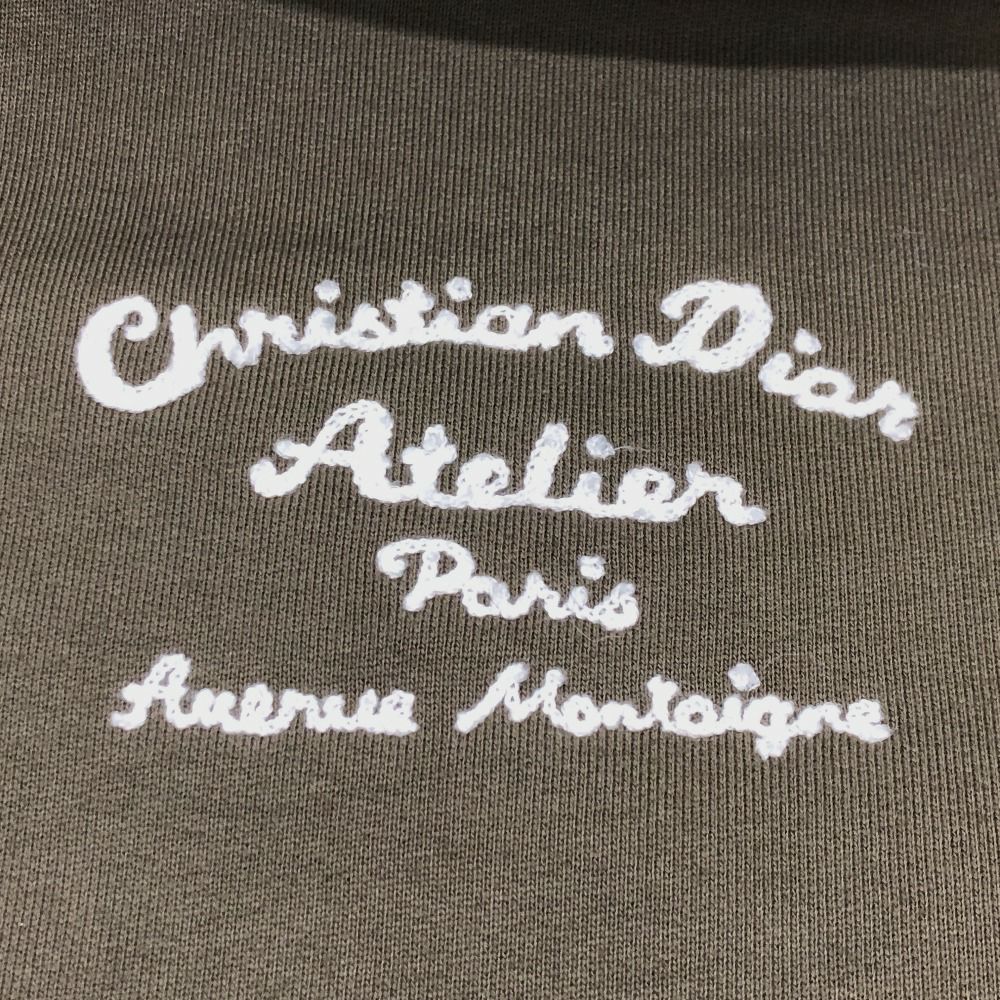 Christian Dior
Atelier
Paris
Avenue Montaigne